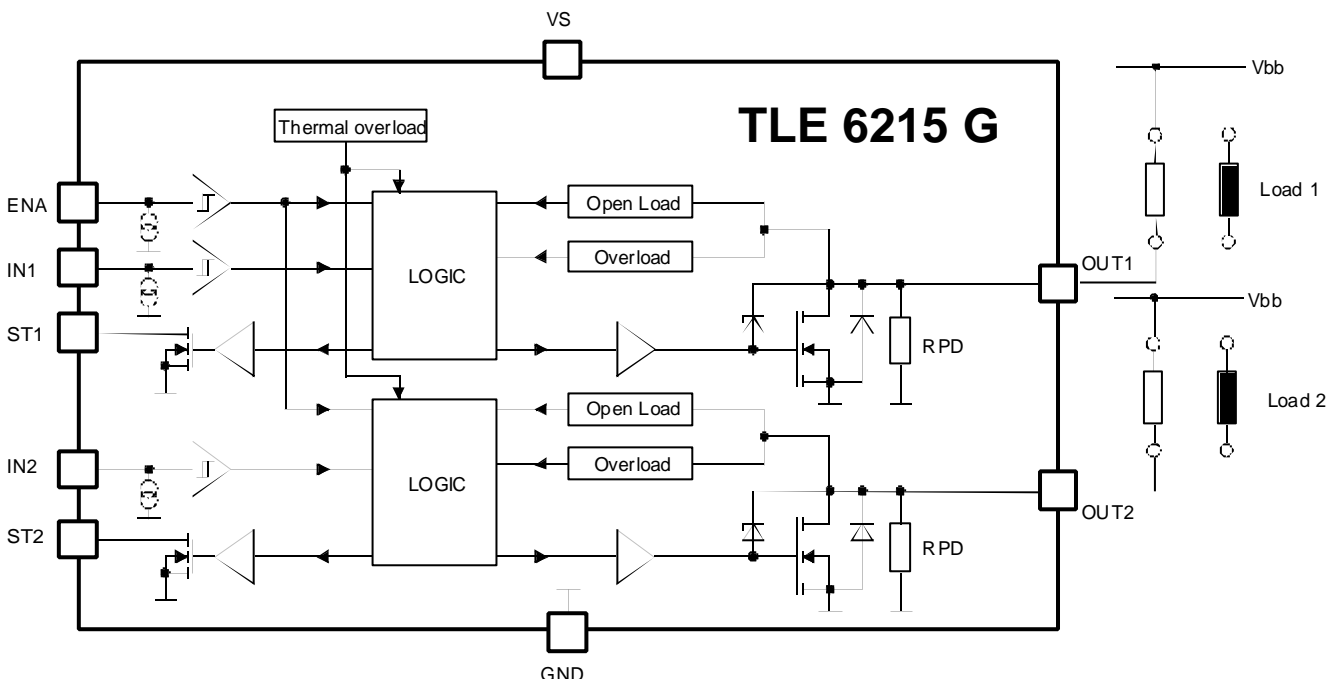 VS
Vbb
TLE 6215 G
Thermal overload
ENA
Open Load
Load 1
IN1
Overload
LOGIC
OUT1
Vbb
ST1
RPD
Open Load
Load 2
IN2
Overload
LOGIC
OUT2
ST2
RPD
GND